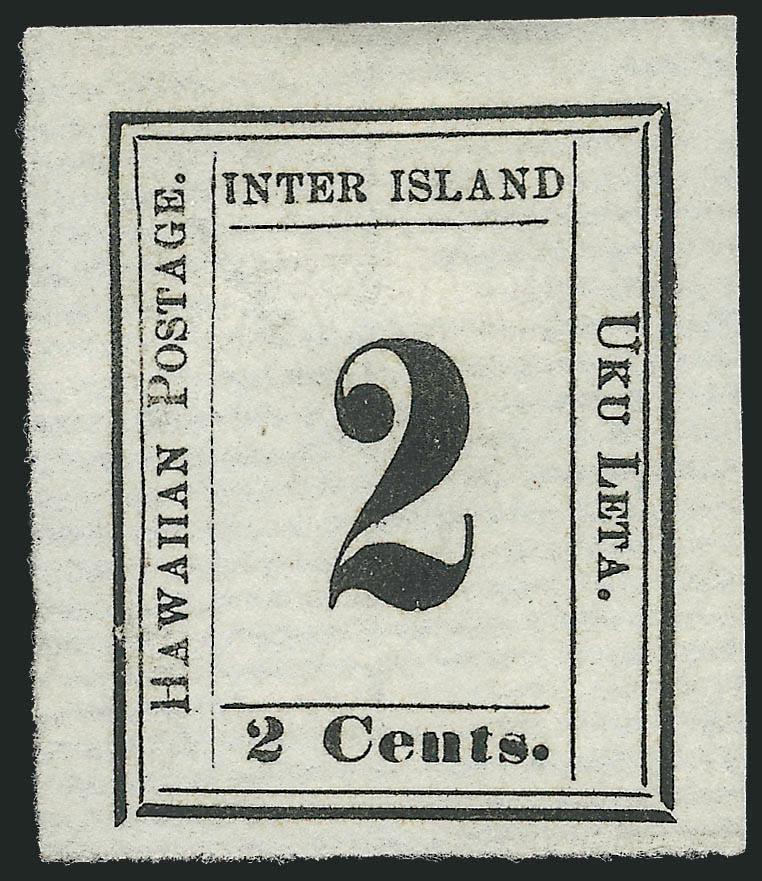 INTER ISLAND
HAWAIIAN POSTAGE.
2
UKU LETA.
2 Cents.